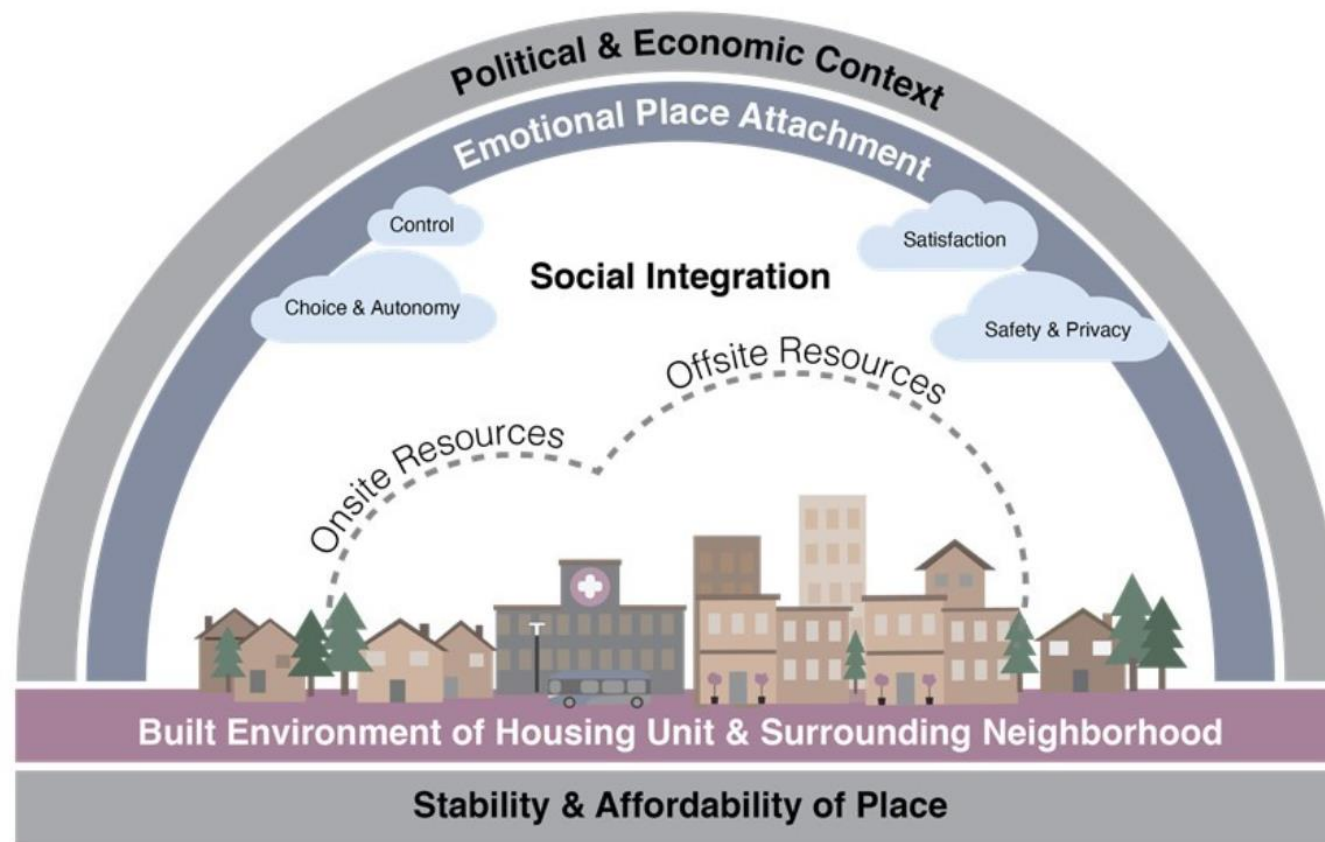 Political & Economic Context
Emotional Place Attachment
Control
Satisfaction
Social Integration
Choice & Autonomy
Safety & Privacy
Offsite Resources
Onsite Resources
Built Environment of Housing Unit & Surrounding Neighborhood
Stability & Affordability of Place